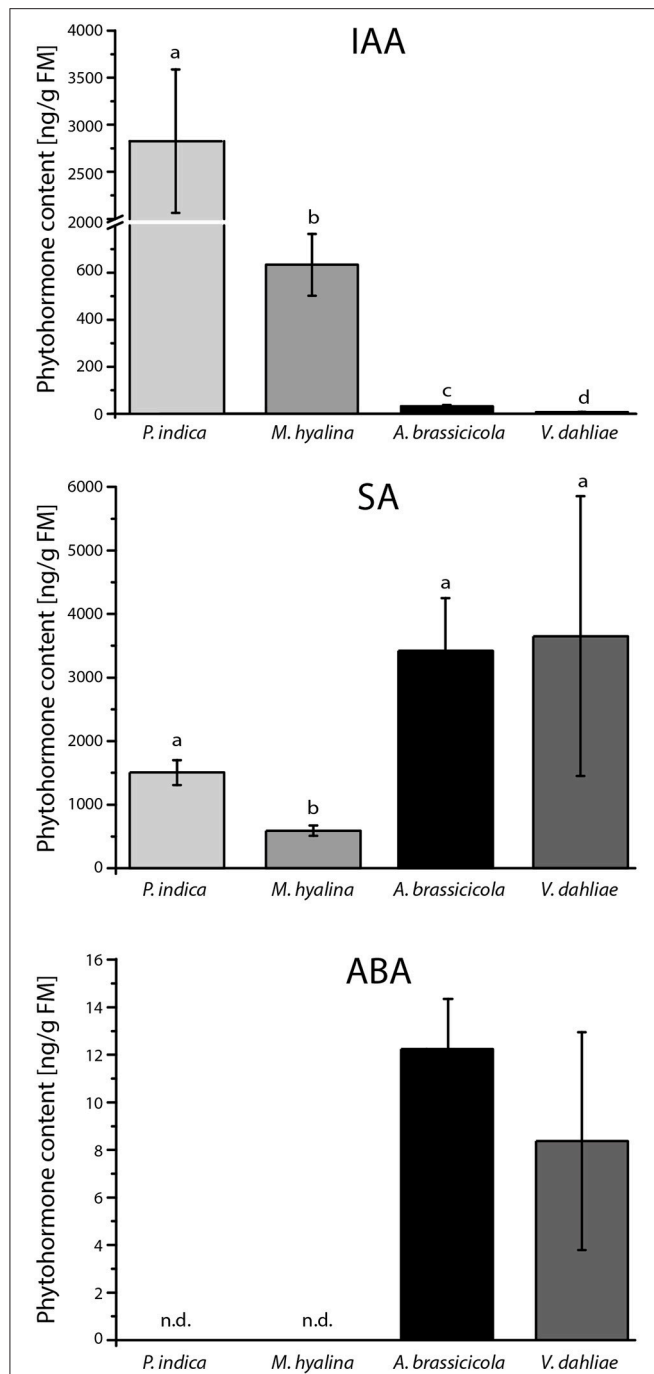 IAA
Phytohormone content [ng/g FM]
4000
3500
3000
2500
2000
600
400
200
0
a
b
c
d
P. indica M. hyalina A. brassicicola V. dahliae
SA
Phytohormone content [ng/g FM]
6000
5000
4000
3000
2000
1000
0
a
b
a
a
P. indica M. hyalina A. brassicicola V. dahliae
ABA
Phytohormone content [ng/g FM]
16
14
12
10
8
6
4
2
0
n.d. n.d.
P. indica M. hyalina A. brassicicola V. dahliae